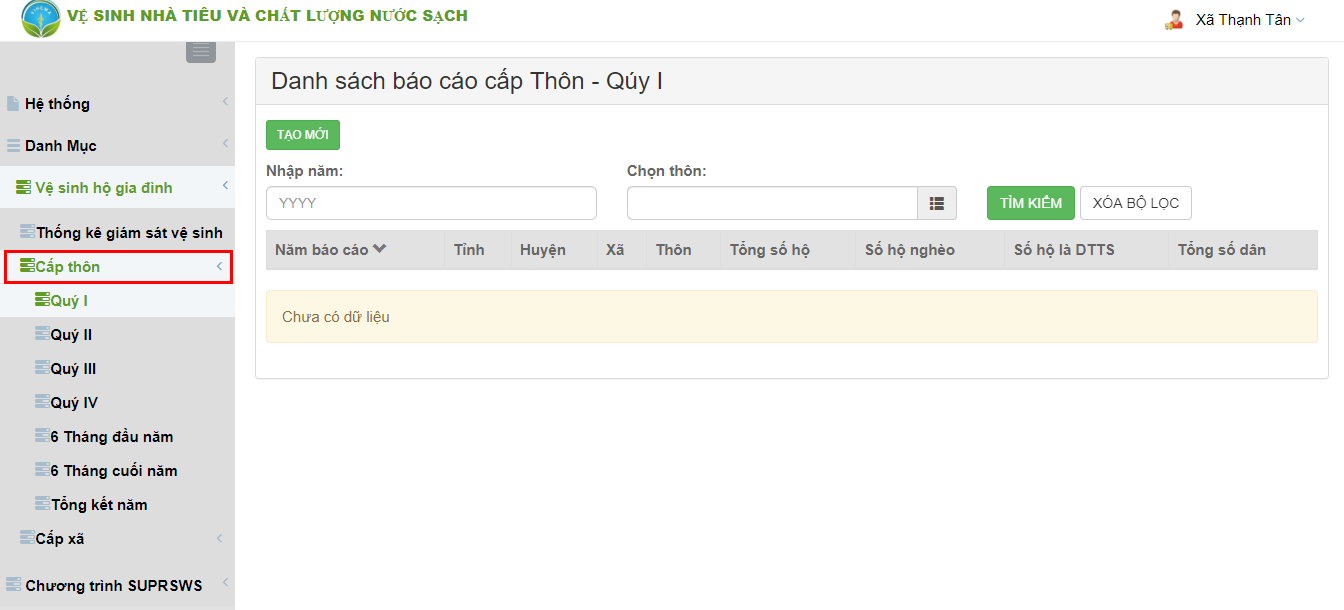 VỆ SINH NHÀ TIÊU VÀ CHẤT LƯỢNG NƯỚC SẠCH
Xã Thạnh Tân
Hệ thống
Danh Mục
Vệ sinh hộ gia đình
Thống kê giám sát vệ sinh
Cấp thôn
Quý I
Quý II
Quý III
Quý IV
6 Tháng đầu năm
6 Tháng cuối năm
Tổng kết năm
Cấp xã
Chương trình SUPRSWS
Danh sách báo cáo cấp Thôn - Qúy I
TẠO MỚI
Nhập năm: Chọn thôn:
YYYY TÌM KIẾM XÓA BỘ LỌC
Năm báo cáo Tỉnh Huyện Xã Thôn Tổng số hộ Số hộ nghèo Số hộ là DTTS Tổng số dân
Chưa có dữ liệu